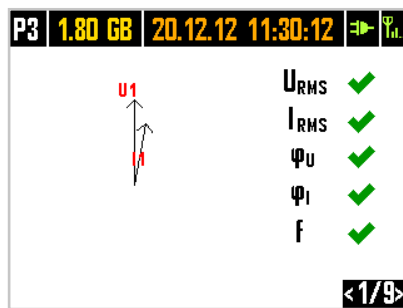 P3 1.80 GB 20.12.12 11:30:12
U1
I1
URMS
IRMS
φU
φI
f
<1/9>